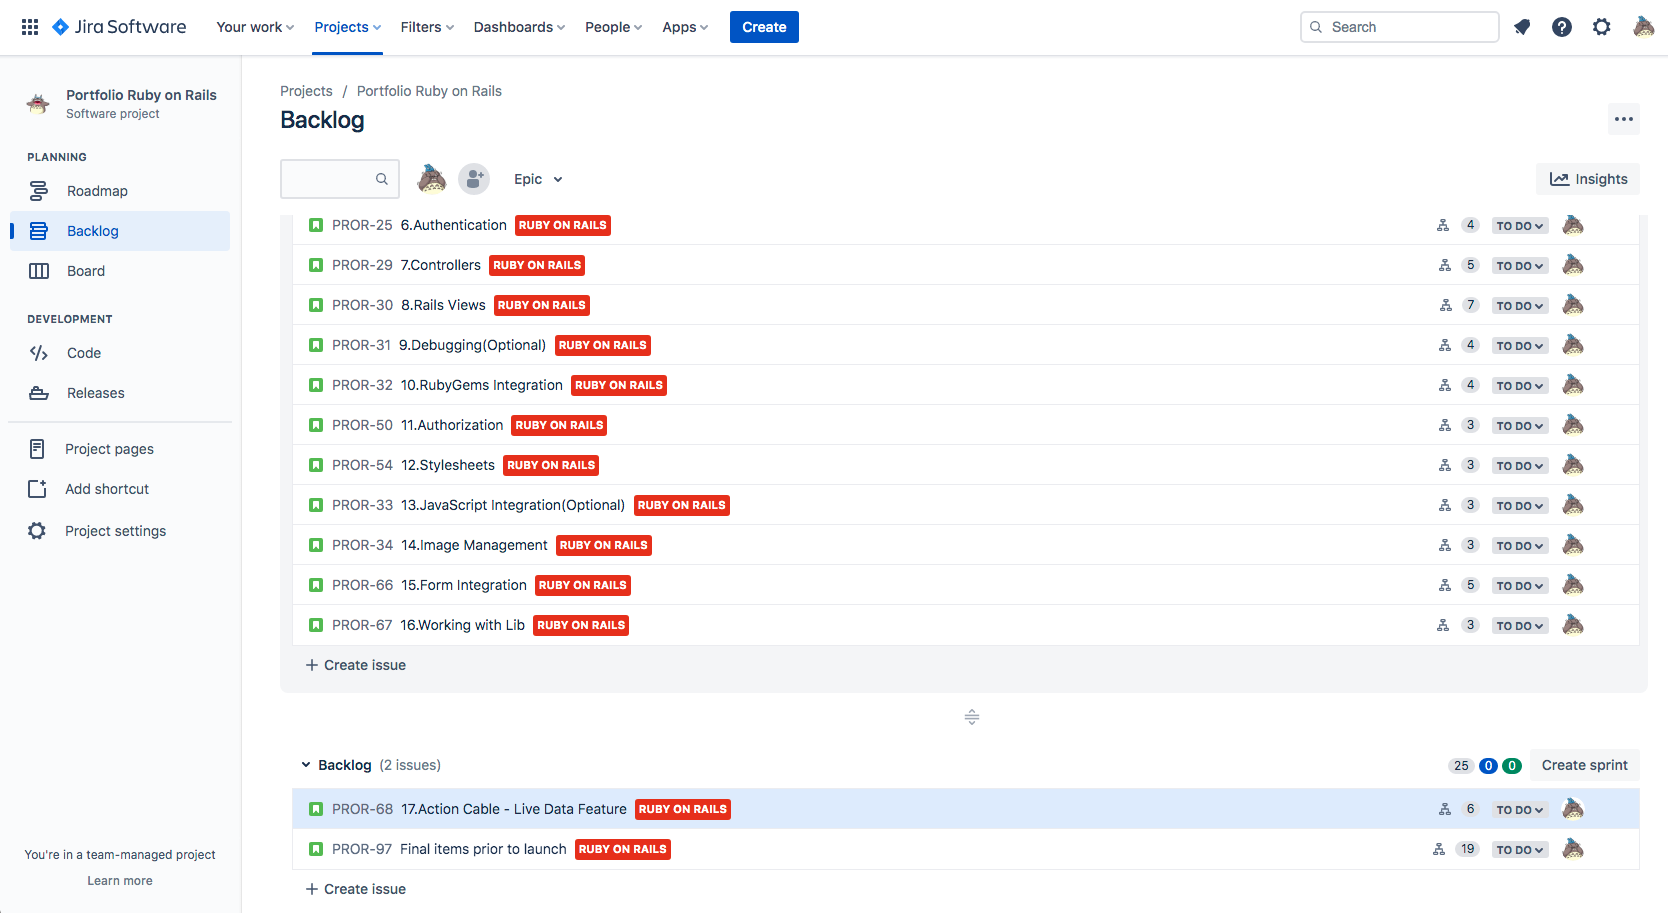 Jira Software Your work Projects Filters Dashboards People Apps Create Search
Portfolio Ruby on Rails
Software project
PLANNING
Roadmap
Backlog
Board
DEVELOPMENT
Code
Releases
Project pages
Add shortcut
Project settings
You're in a team-managed project
Learn more
Projects / Portfolio Ruby on Rails
Backlog
Epic Insights
PROR-25 6.Authentication RUBY ON RAILS 4 TO DO
PROR-29 7.Controllers RUBY ON RAILS 5 TO DO
PROR-30 8.Rails Views RUBY ON RAILS 7 TO DO
PROR-31 9.Debugging(Optional) RUBY ON RAILS 4 TO DO
PROR-32 10.RubyGems Integration RUBY ON RAILS 4 TO DO
PROR-50 11.Authorization RUBY ON RAILS 3 TO DO
PROR-54 12.Stylesheets RUBY ON RAILS 3 TO DO
PROR-33 13.JavaScript Integration(Optional) RUBY ON RAILS 3 TO DO
PROR-34 14.Image Management RUBY ON RAILS 3 TO DO
PROR-66 15.Form Integration RUBY ON RAILS 5 TO DO
PROR-67 16.Working with Lib RUBY ON RAILS 3 TO DO
+ Create issue
Backlog (2 issues) 25 0 0 Create sprint
PROR-68 17.Action Cable - Live Data Feature RUBY ON RAILS 6 TO DO
PROR-97 Final items prior to launch RUBY ON RAILS 19 TO DO
+ Create issue